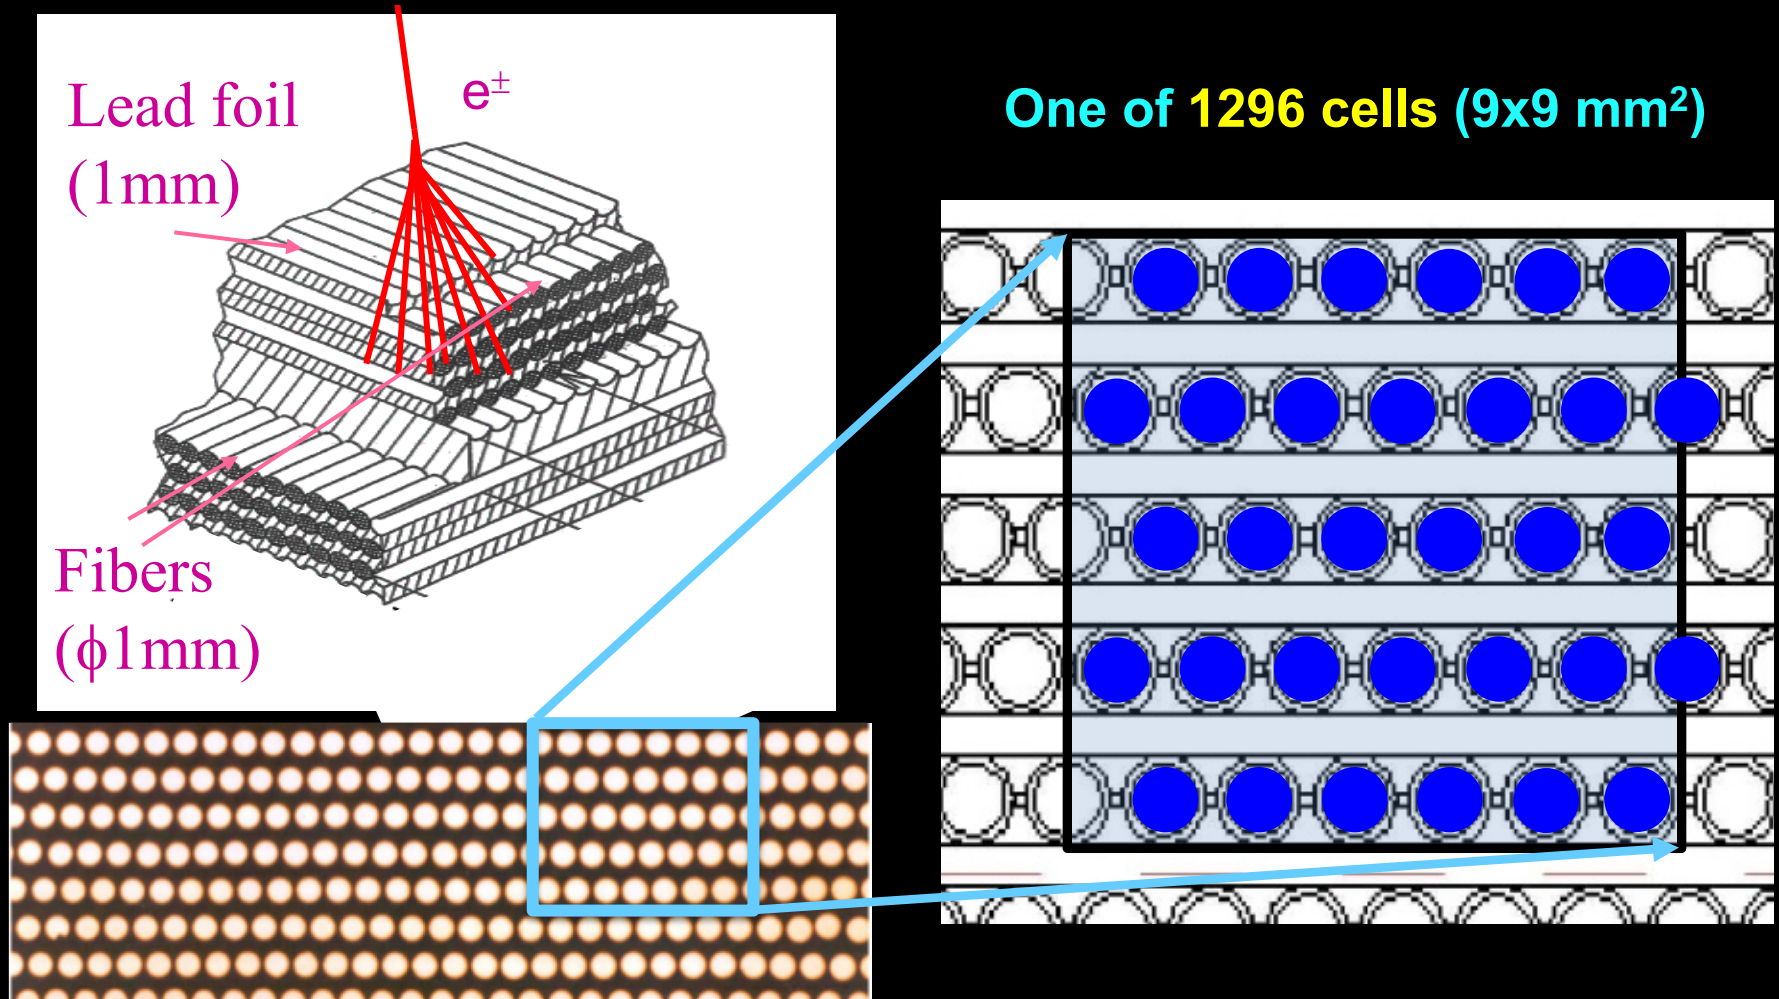 Lead foil
(1mm)
e±
Fibers
(ϕ1mm)
One of 1296 cells (9x9 mm²)